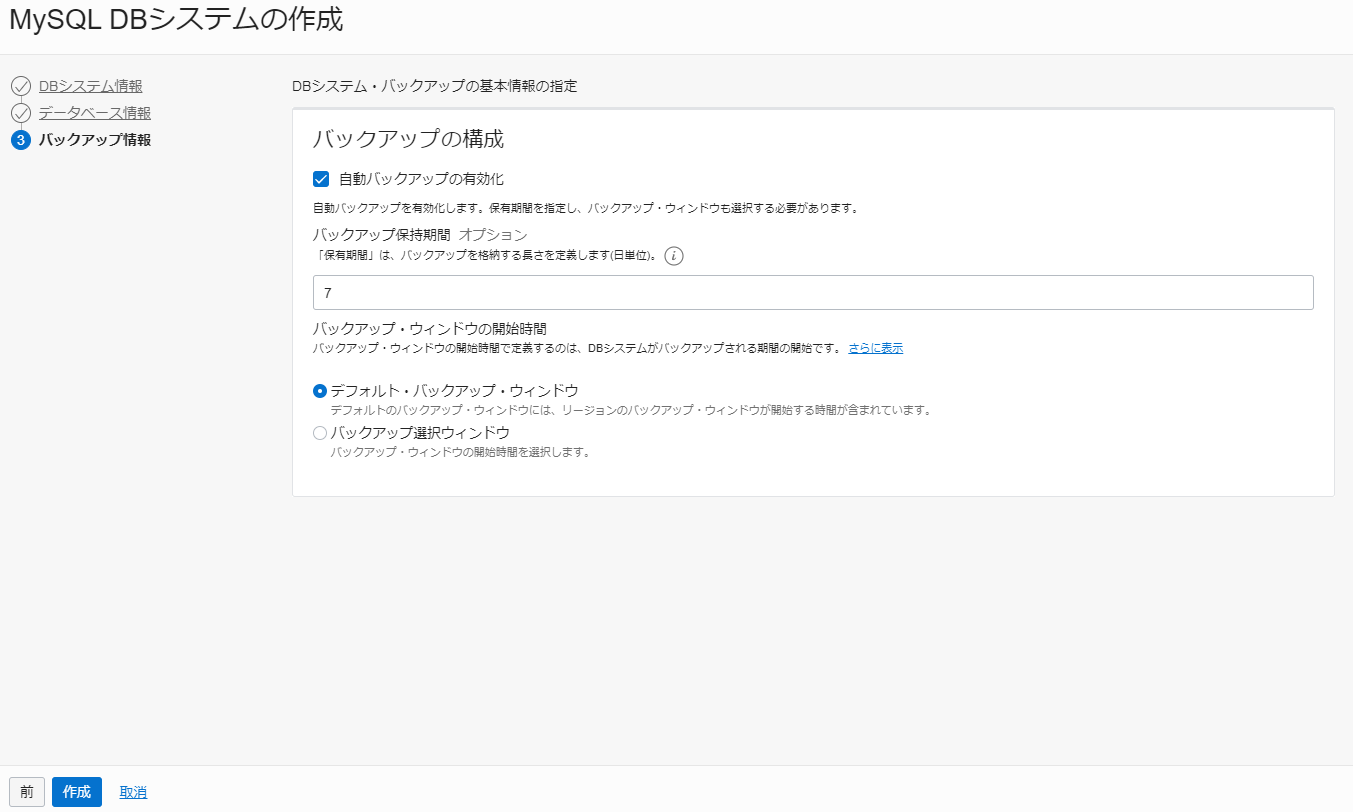 MySQL DBシステムの作成
DBシステム情報
データベース情報
3 バックアップ情報
DBシステム・バックアップの基本情報の指定
バックアップの構成
自動バックアップの有効化
自動バックアップを有効化します。保有期間を指定し、バックアップ・ウィンドウも選択する必要があります。
バックアップ保持期間 オプション
「保有期間」は、バックアップを格納する長さを定義します(日単位)。 i
7
バックアップ・ウィンドウの開始時間
バックアップ・ウィンドウの開始時間で定義するのは、DBシステムがバックアップされる期間の開始です。 さらに表示
デフォルト・バックアップ・ウィンドウ
デフォルトのバックアップ・ウィンドウには、リージョンのバックアップ・ウィンドウが開始する時間が含まれています。
バックアップ選択ウィンドウ
バックアップ・ウィンドウの開始時間を選択します。
前 作成 取消